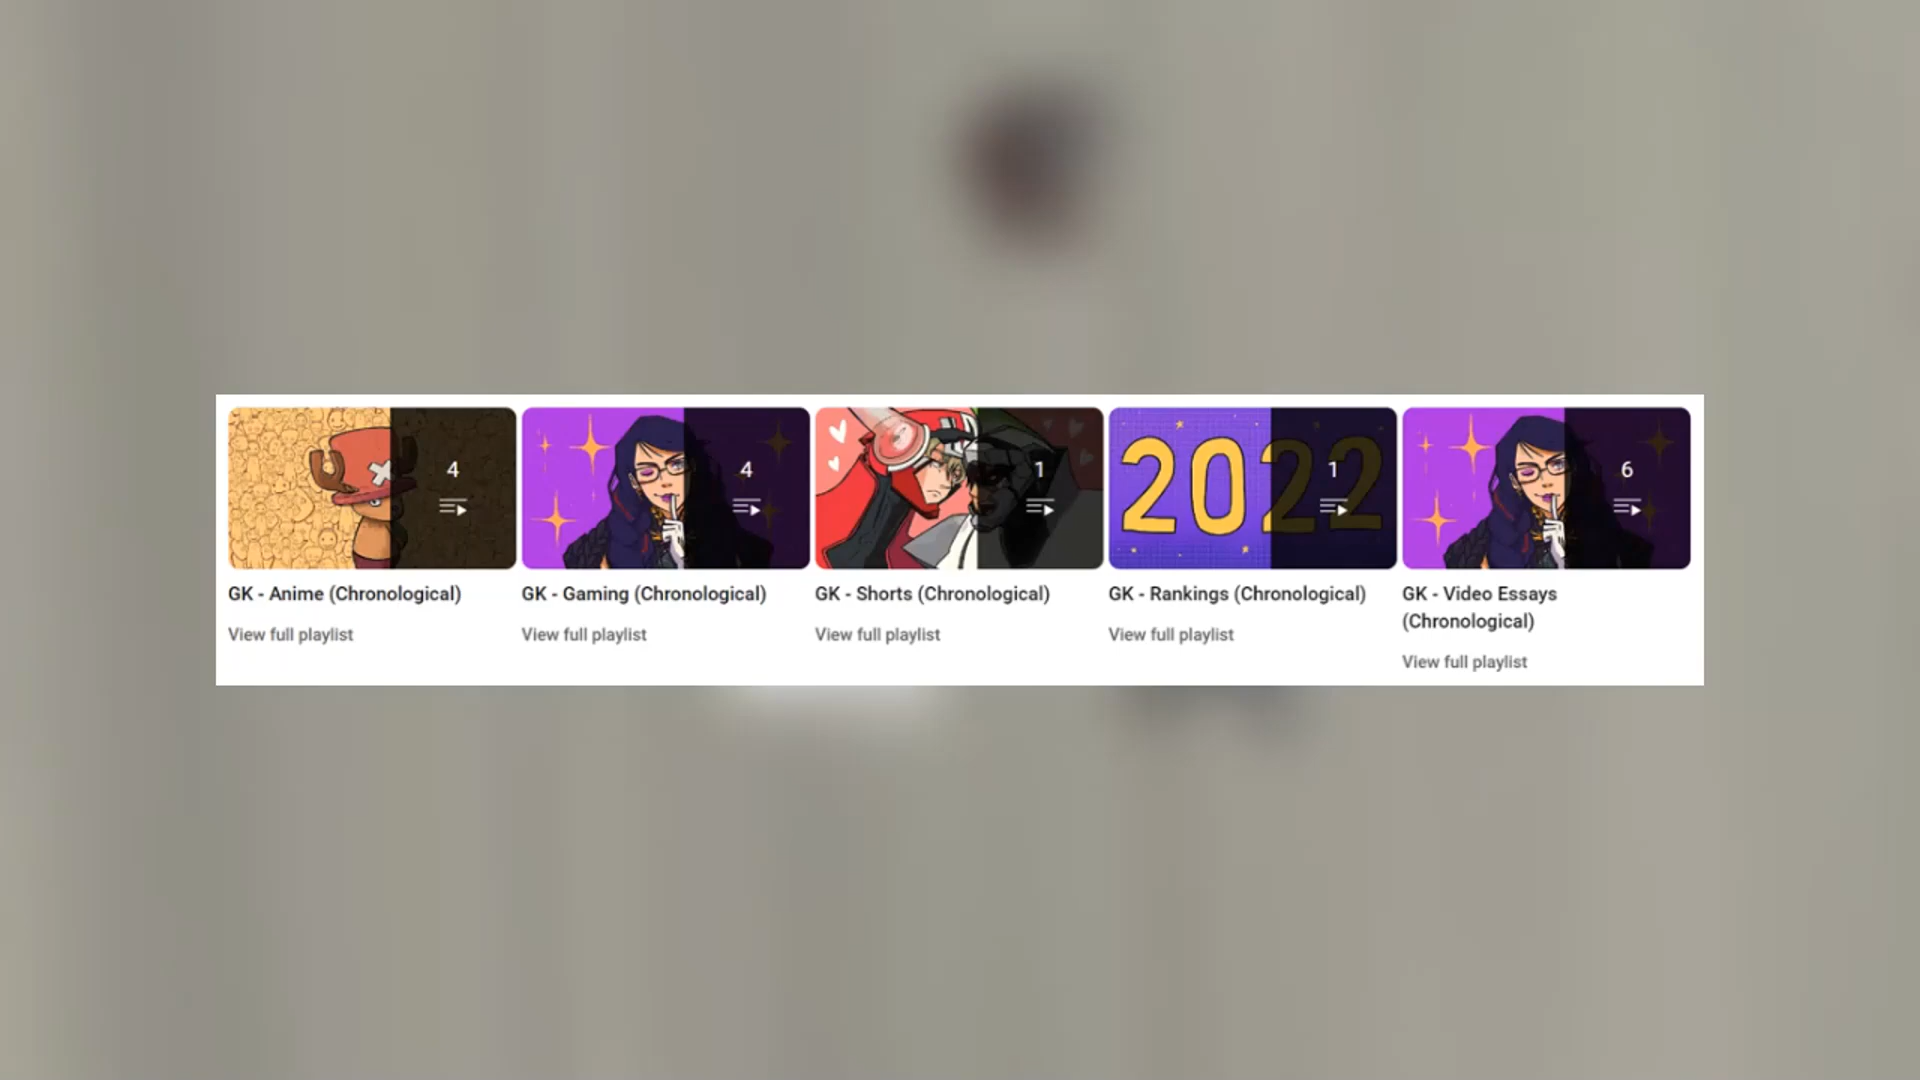 4
4
1
2022
1
6
GK - Anime (Chronological)
View full playlist
GK - Gaming (Chronological)
View full playlist
GK - Shorts (Chronological)
View full playlist
GK - Rankings (Chronological)
View full playlist
GK - Video Essays
(Chronological)
View full playlist